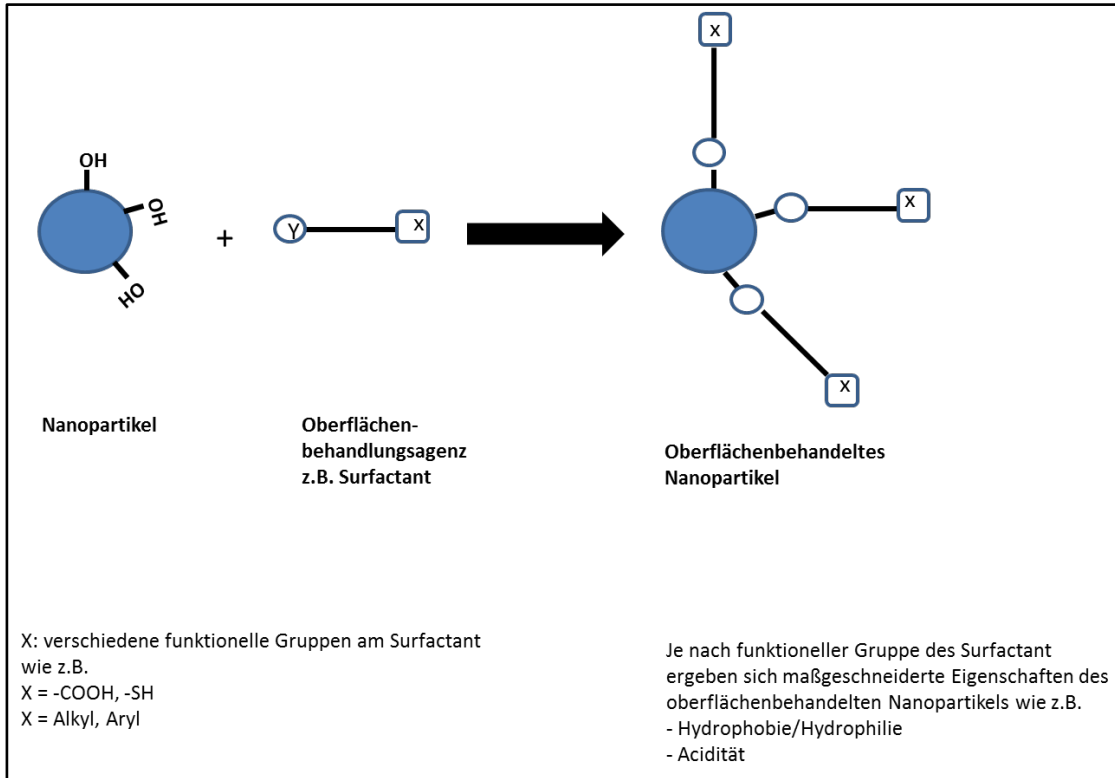 OH
OH
HO
+
Y
X
X
X
X
Nanopartikel
Oberflächen-
behandlungsagenz
z.B. Surfactant
Oberflächenbehandeltes
Nanopartikel
X: verschiedene funktionelle Gruppen am Surfactant
wie z.B.
X = -COOH, -SH
X = Alkyl, Aryl
Je nach funktioneller Gruppe des Surfactant
ergeben sich maßgeschneiderte Eigenschaften des
oberflächenbehandelten Nanopartikels wie z.B.
- Hydrophobie/Hydrophilie
- Acidität